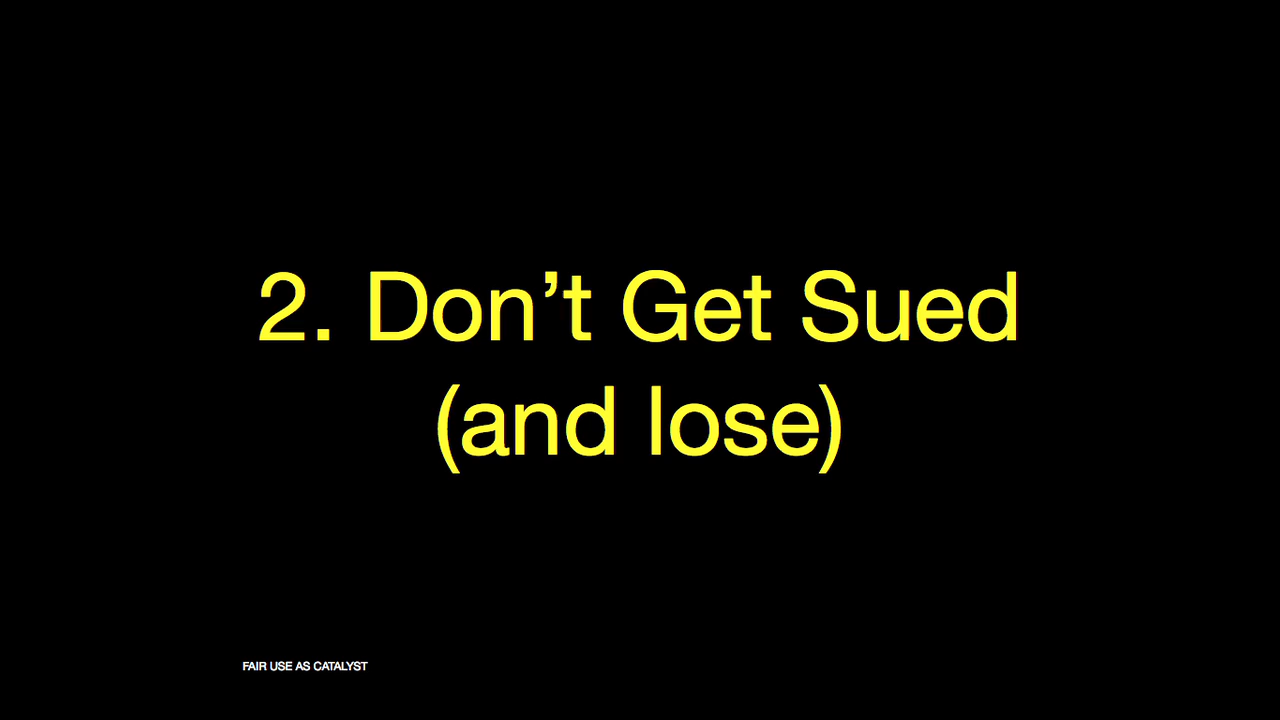 2. Don’t Get Sued
(and lose)
FAIR USE AS CATALYST